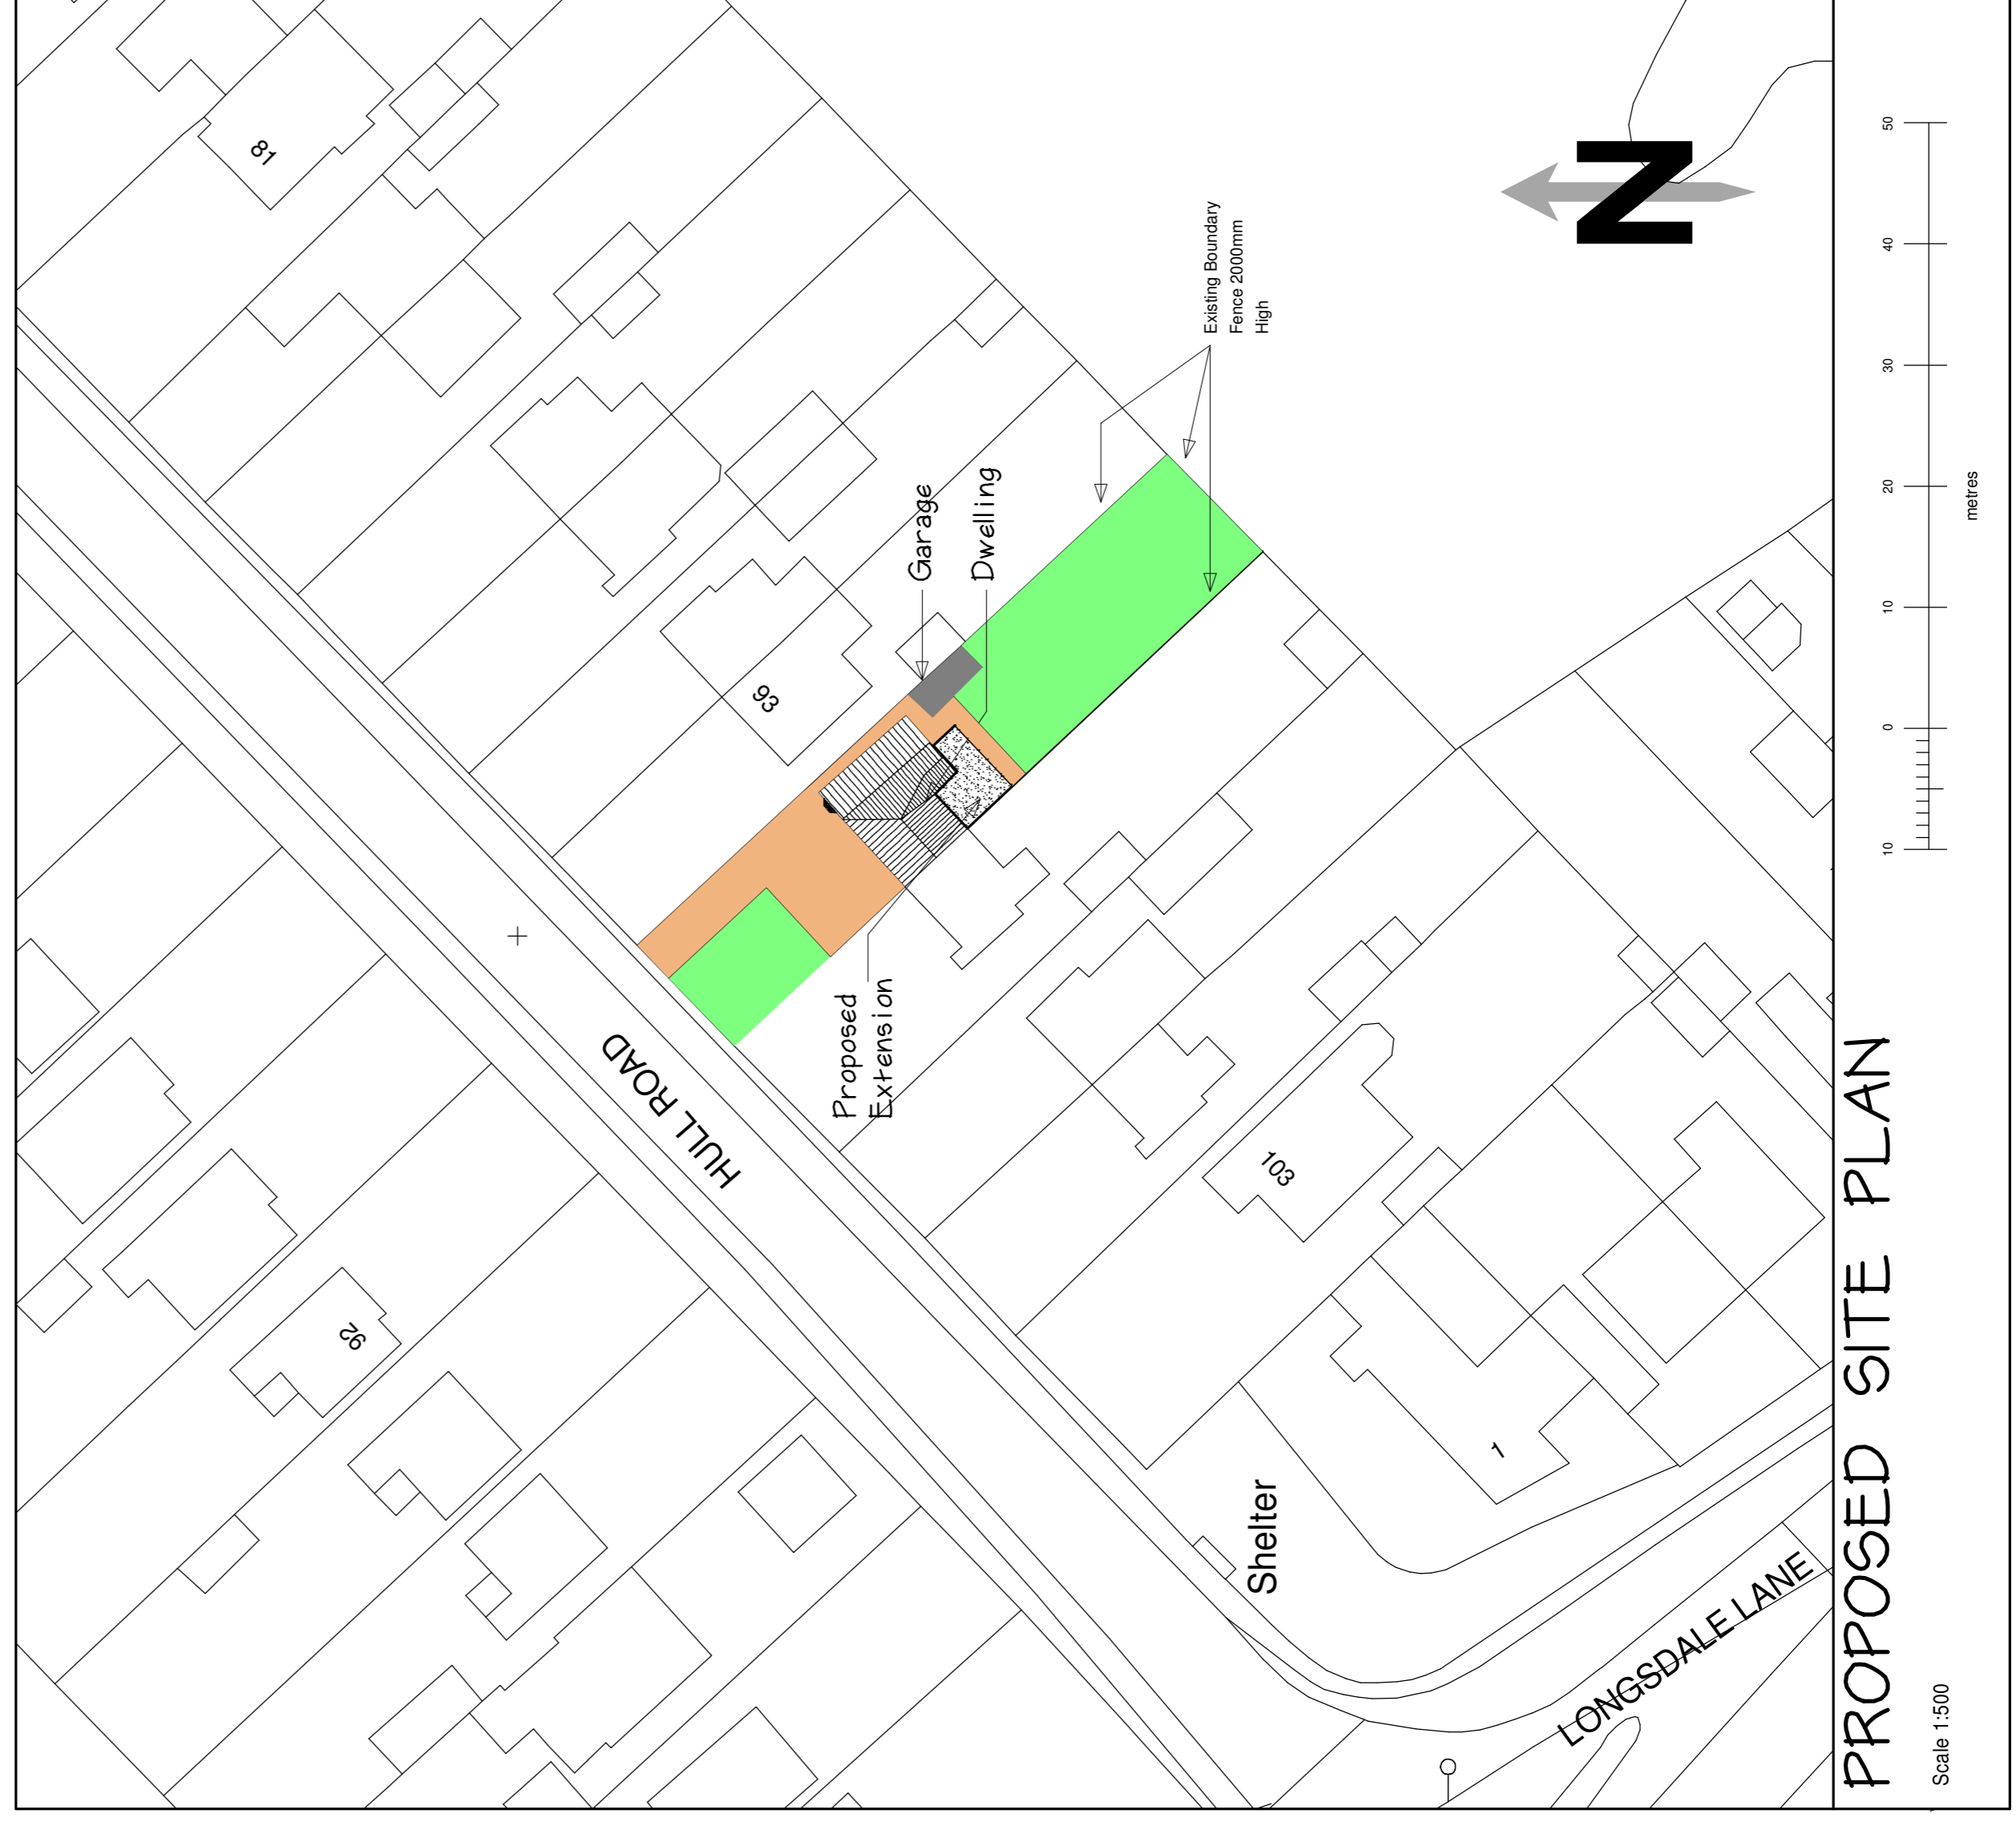 81
93
92
103
1
HULL ROAD
Garage
Dwelling
Proposed
Extension
Existing Boundary
Fence 2000mm
High
N
Shelter
LONGSDALE LANE
PROPOSED SITE PLAN
Scale 1:500
10 0 10 20 30 40 50
metres